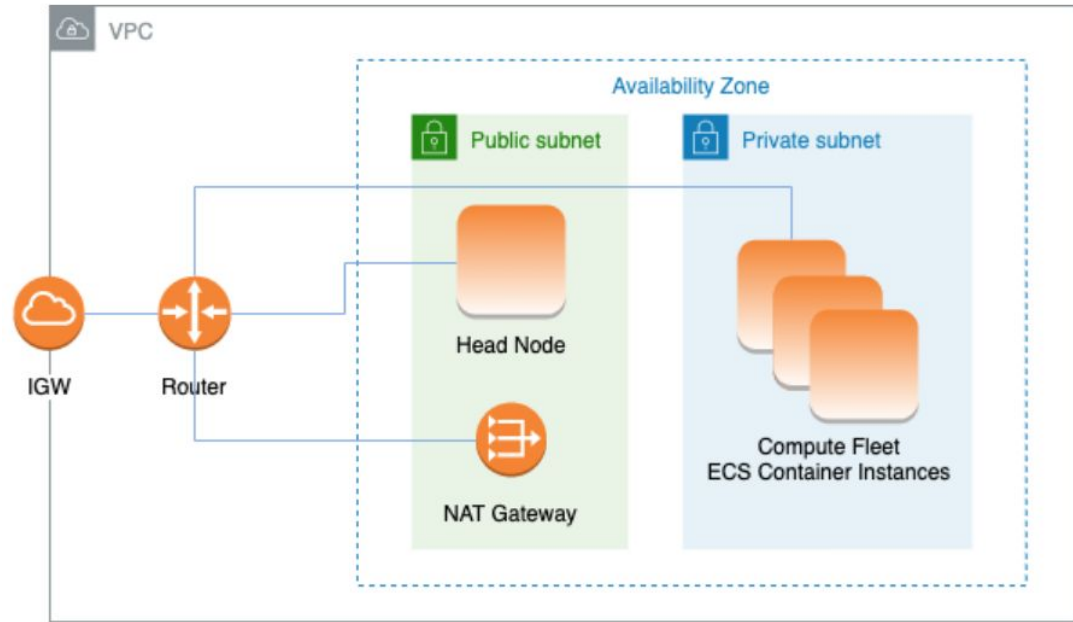 VPC
Availability Zone
Public subnet
Private subnet
Head Node
IGW
Router
Compute Fleet
ECS Container Instances
NAT Gateway